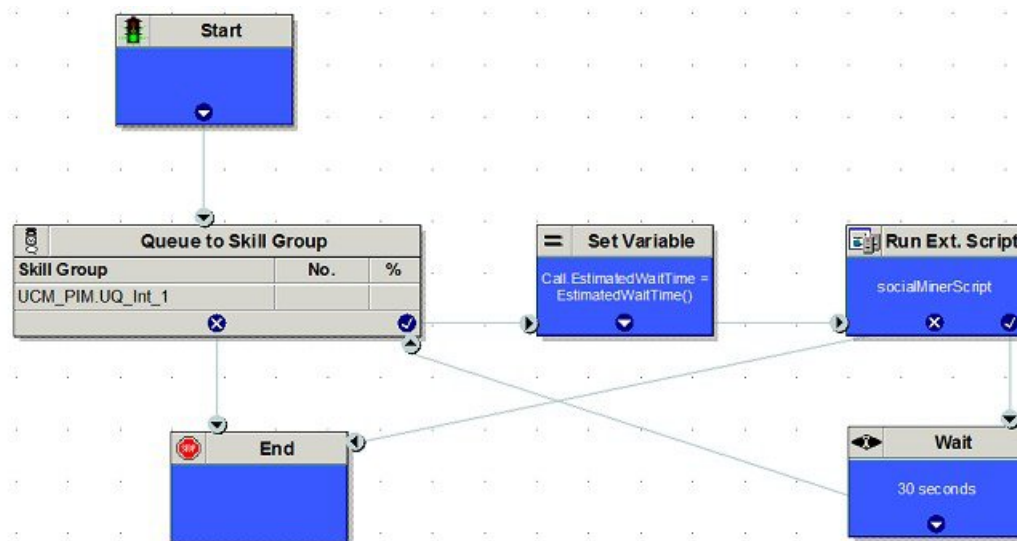 Start
Queue to Skill Group
Skill Group No. %
UCM_PIM.UQ_Int_1
Set Variable
Call.EstimatedWaitTime =
EstimatedWaitTime()
Run Ext. Script
socialMinerScript
STOP
End
Wait
30 seconds